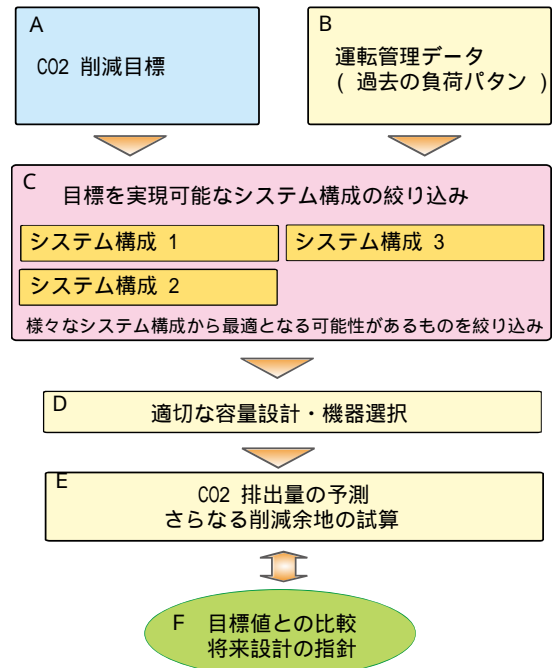 A
CO2 削減目標
B
運転管理データ
( 過去の負荷パタン )
C
目標を実現可能なシステム構成の絞り込み
システム構成 1
システム構成 3
システム構成 2
様々なシステム構成から最適となる可能性があるものを絞り込み
D
適切な容量設計・機器選択
E
CO2 排出量の予測
さらなる削減余地の試算
F 目標値との比較
将来設計の指針